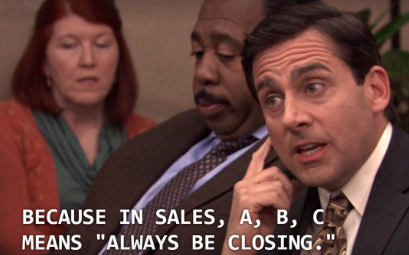 BECAUSE IN SALES, A, B, C
MEANS "ALWAYS BE CLOSING."